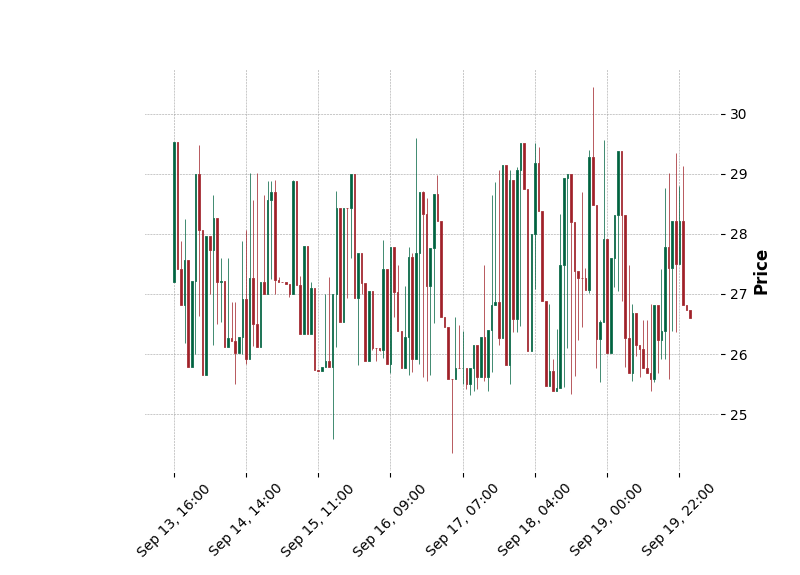 30
29
28
27
26
25
Price
Sep 13, 16:00
Sep 14, 14:00
Sep 15, 11:00
Sep 16, 09:00
Sep 17, 07:00
Sep 18, 04:00
Sep 19, 00:00
Sep 19, 22:00